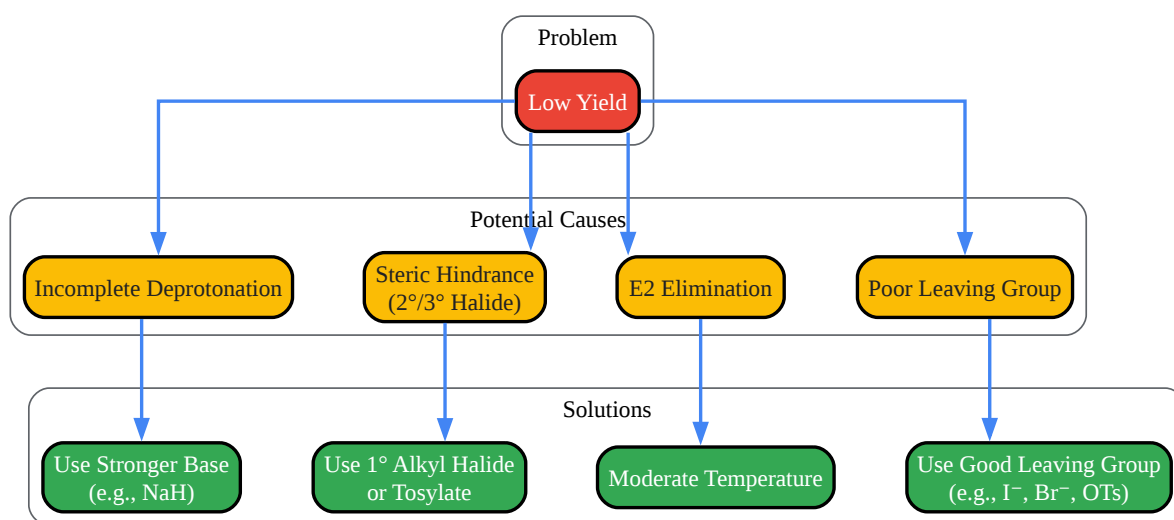 Problem
Low Yield
Potential Causes
Incomplete Deprotonation
Steric Hindrance
(2°/3° Halide)
E2 Elimination
Poor Leaving Group
Solutions
Use Stronger Base
(e.g., NaH)
Use 1° Alkyl Halide
or Tosylate
Moderate Temperature
Use Good Leaving Group
(e.g., I⁻, Br⁻, OTs)